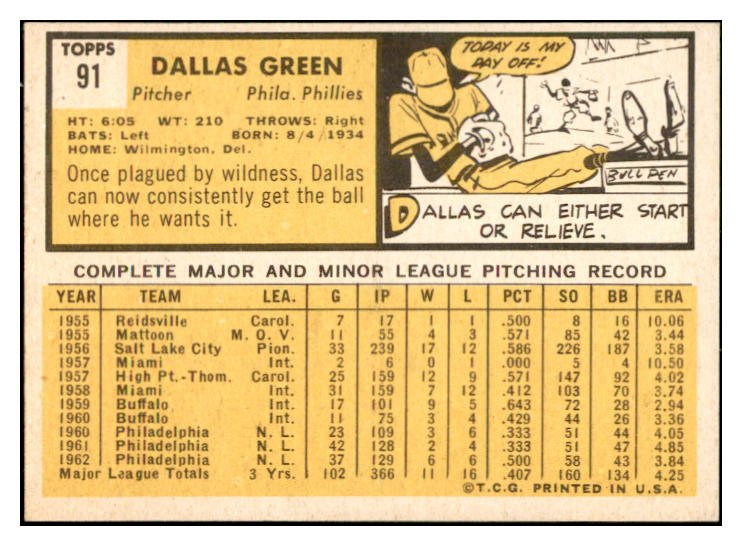 TOPPS
91
DALLAS GREEN
Pitcher Phila. Phillies
HT: 6:05 WT: 210 THROWS: Right
BATS: Left BORN: 8/4/1934
HOME: Wilmington, Del.
Once plagued by wildness, Dallas
can now consistently get the ball
where he wants it.
TODAY IS MY
DAY OFF!
BULL PEN
DALLAS CAN EITHER START
OR RELIEVE.
COMPLETE MAJOR AND MINOR LEAGUE PITCHING RECORD
YEAR TEAM LEA. G IP W L PCT SO BB ERA
1955 Reidsville Carol. 7 17 1 1 .500 8 16 10.06
1955 Mattoon M. O. V. 11 55 4 3 .571 85 42 3.44
1956 Salt Lake City Pion. 33 239 17 12 .586 226 187 3.58
1957 Miami Int. 2 6 0 1 .000 5 4 10.50
1957 High Pt.-Thom. Carol. 25 159 12 9 .571 147 92 4.02
1958 Miami Int. 31 159 7 12 .412 103 70 3.74
1959 Buffalo Int. 17 101 9 5 .643 72 28 2.94
1960 Buffalo Int. 11 75 3 4 .429 44 26 3.36
1960 Philadelphia N. L. 23 109 3 6 .333 51 44 4.05
1961 Philadelphia N. L. 42 128 2 4 .333 51 47 4.85
1962 Philadelphia N. L. 37 129 6 6 .500 58 43 3.84
Major League Totals 3 Yrs. 102 366 11 16 .407 160 134 4.25
©T.C.G. PRINTED IN U.S.A.